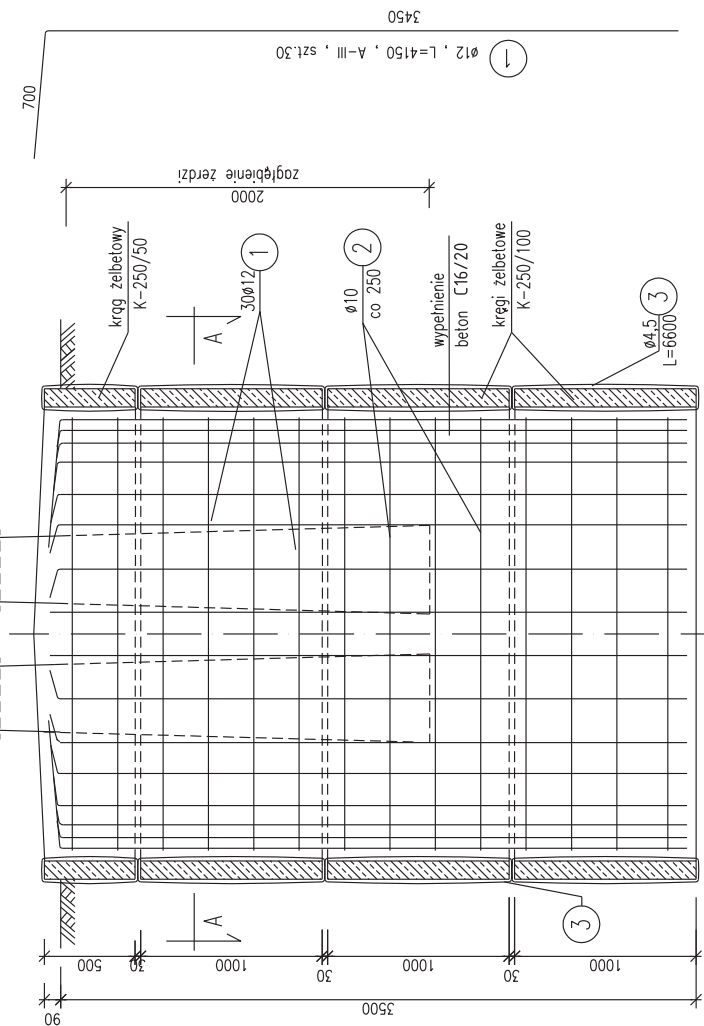 3450
ø12 , L=4150 , A-III , szt.30
1
700
zagłębienie żerdzi
2000
krąg żelbetowy
K-250/50
1
30ø12
2
ø10
co 250
wypełnienie
beton C16/20
kręgi żelbetowe
K-250/100
3
ø4,5
L=6600
A
A
3
500
30
1000
30
1000
30
1000
90
3500